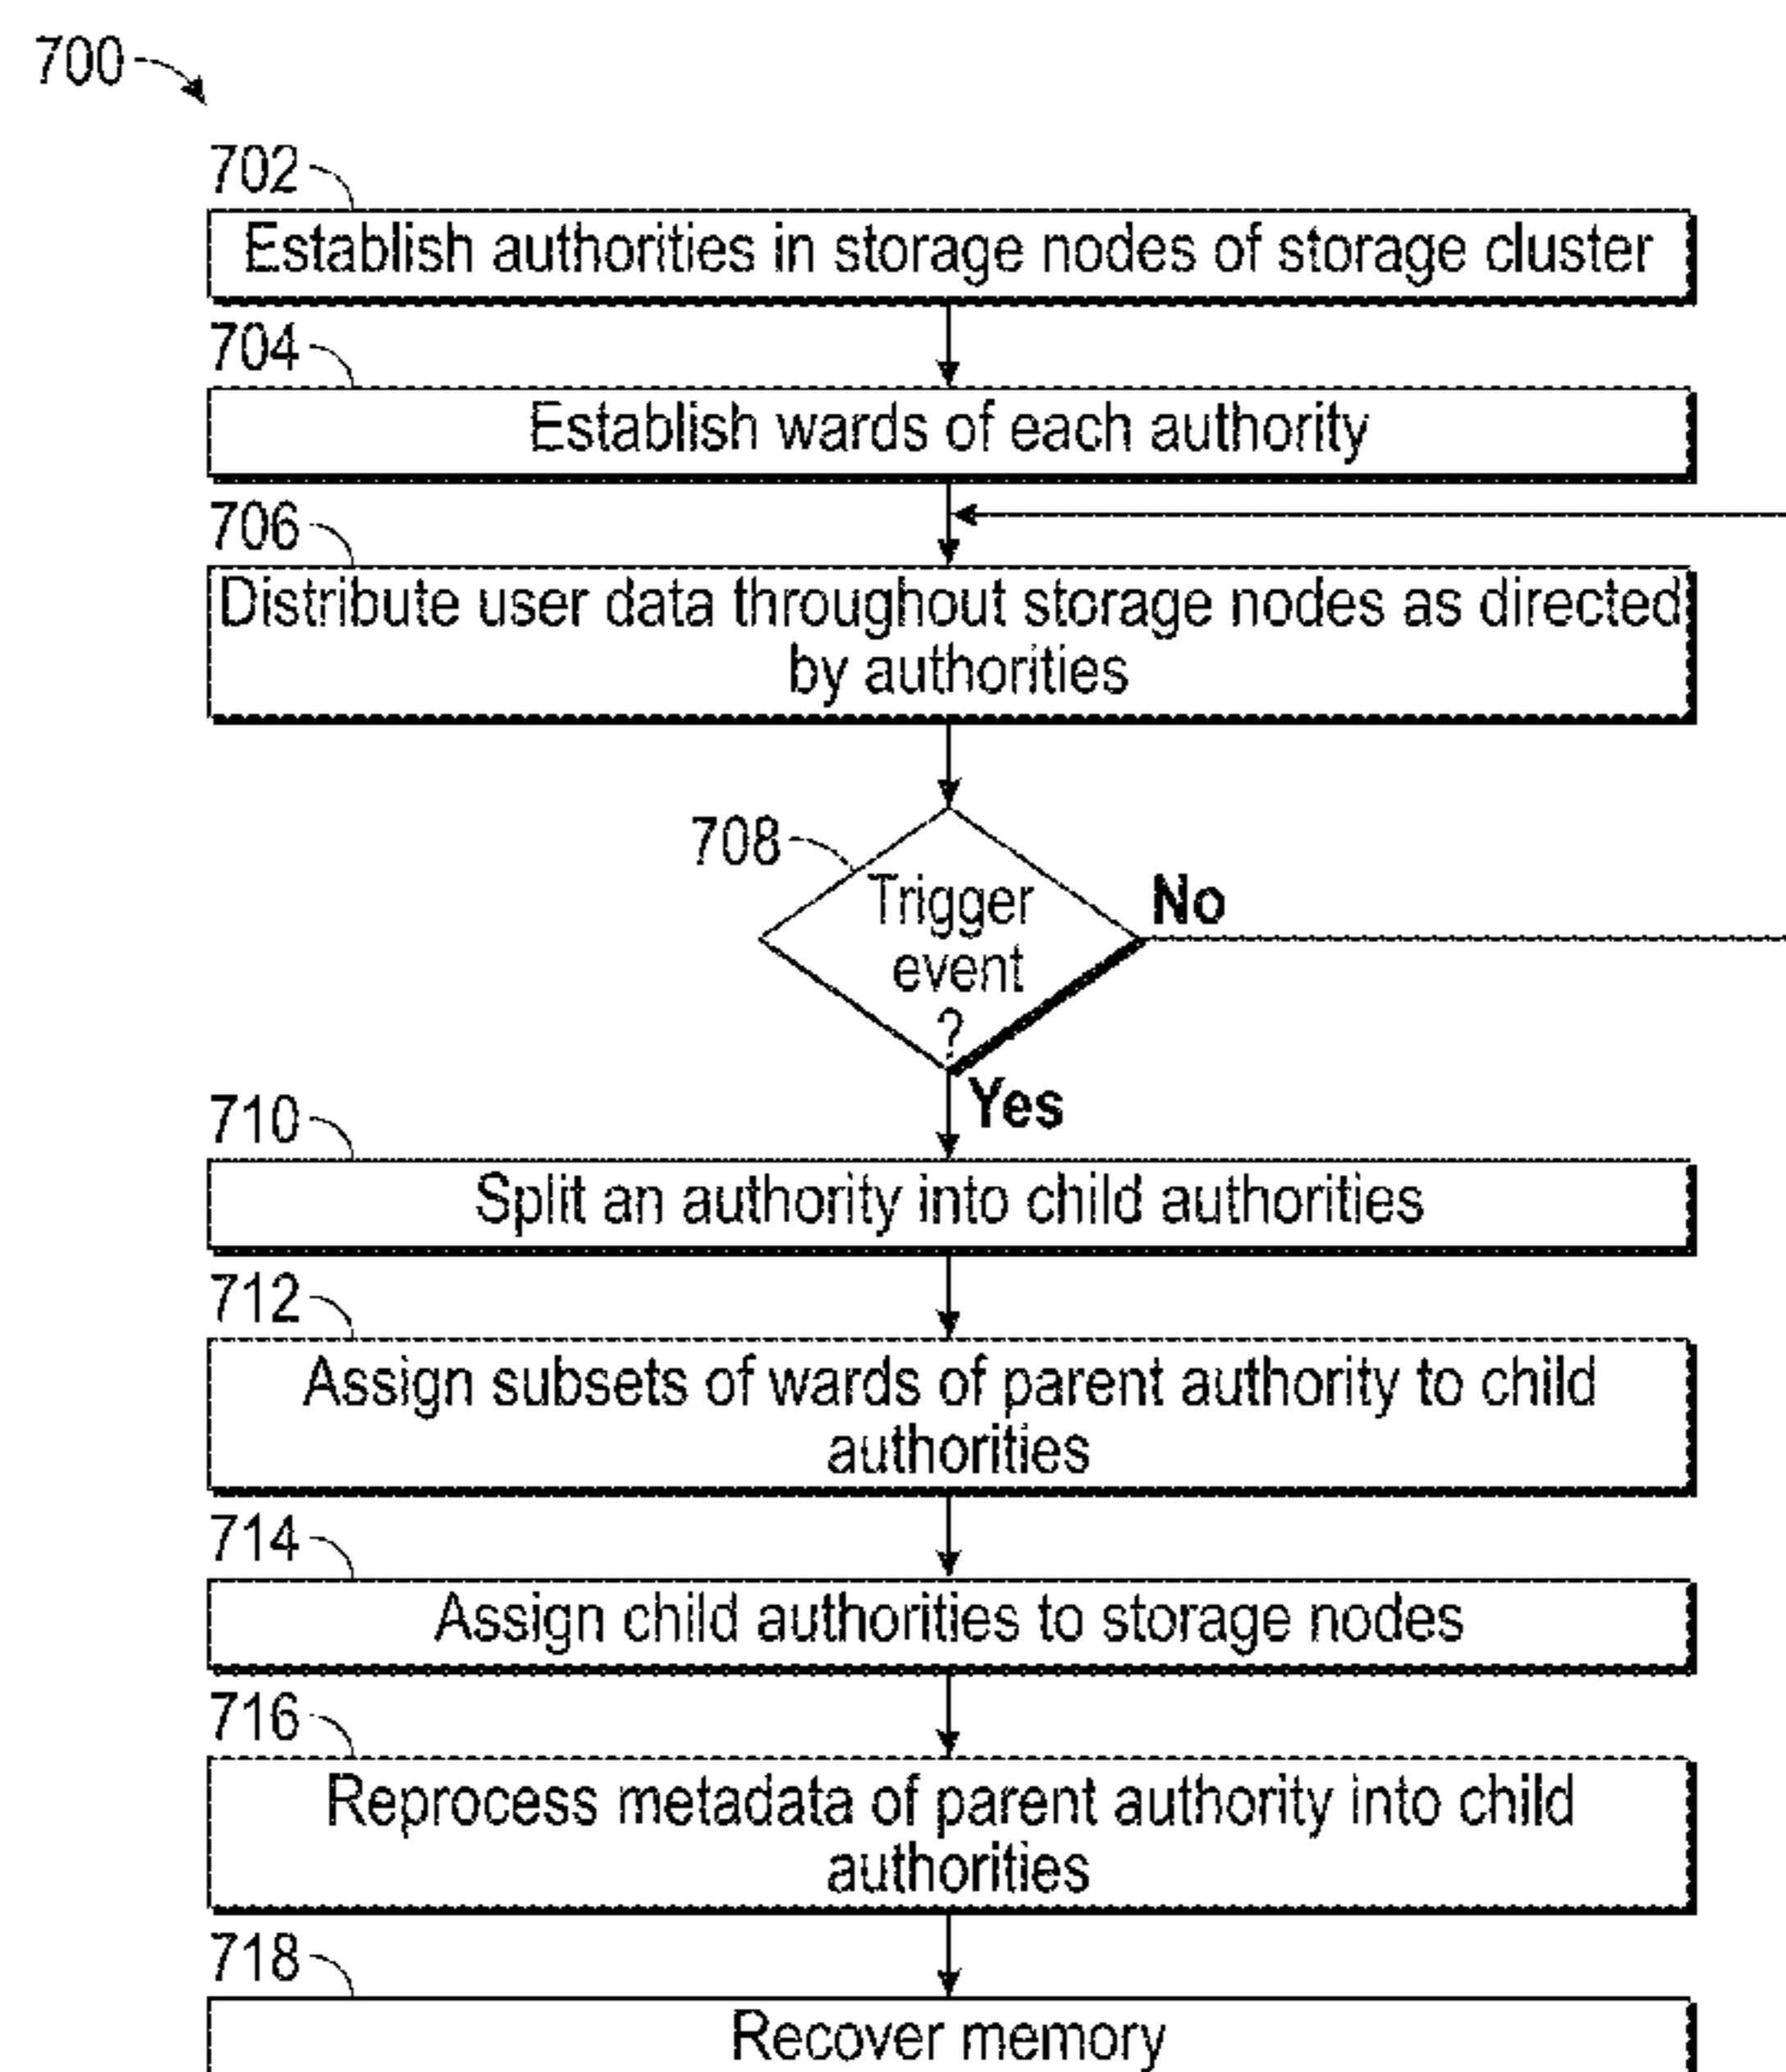 700
702
Establish authorities in storage nodes of storage cluster
704
Establish wards of each authority
706
Distribute user data throughout storage nodes as directed
by authorities
708
Trigger
event
?
No
Yes
710
Split an authority into child authorities
712
Assign subsets of wards of parent authority to child
authorities
714
Assign child authorities to storage nodes
716
Reprocess metadata of parent authority into child
authorities
718
Recover memory